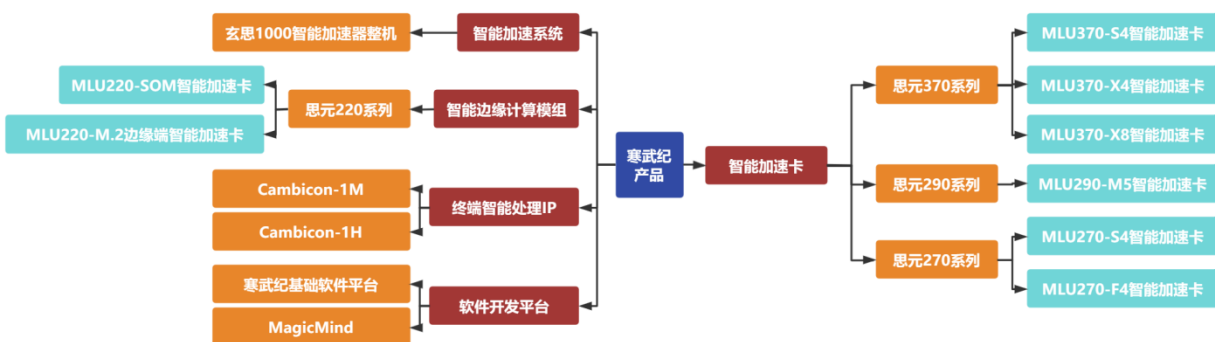 玄思1000智能加速器整机
智能加速系统
MLU220-SOM智能加速卡
MLU220-M.2边缘端智能加速卡
思元220系列
智能边缘计算模组
Cambicon-1M
Cambicon-1H
终端智能处理IP
寒武纪基础软件平台
MagicMind
软件开发平台
寒武纪
产品
智能加速卡
思元370系列
MLU370-S4智能加速卡
MLU370-X4智能加速卡
MLU370-X8智能加速卡
思元290系列
MLU290-M5智能加速卡
思元270系列
MLU270-S4智能加速卡
MLU270-F4智能加速卡